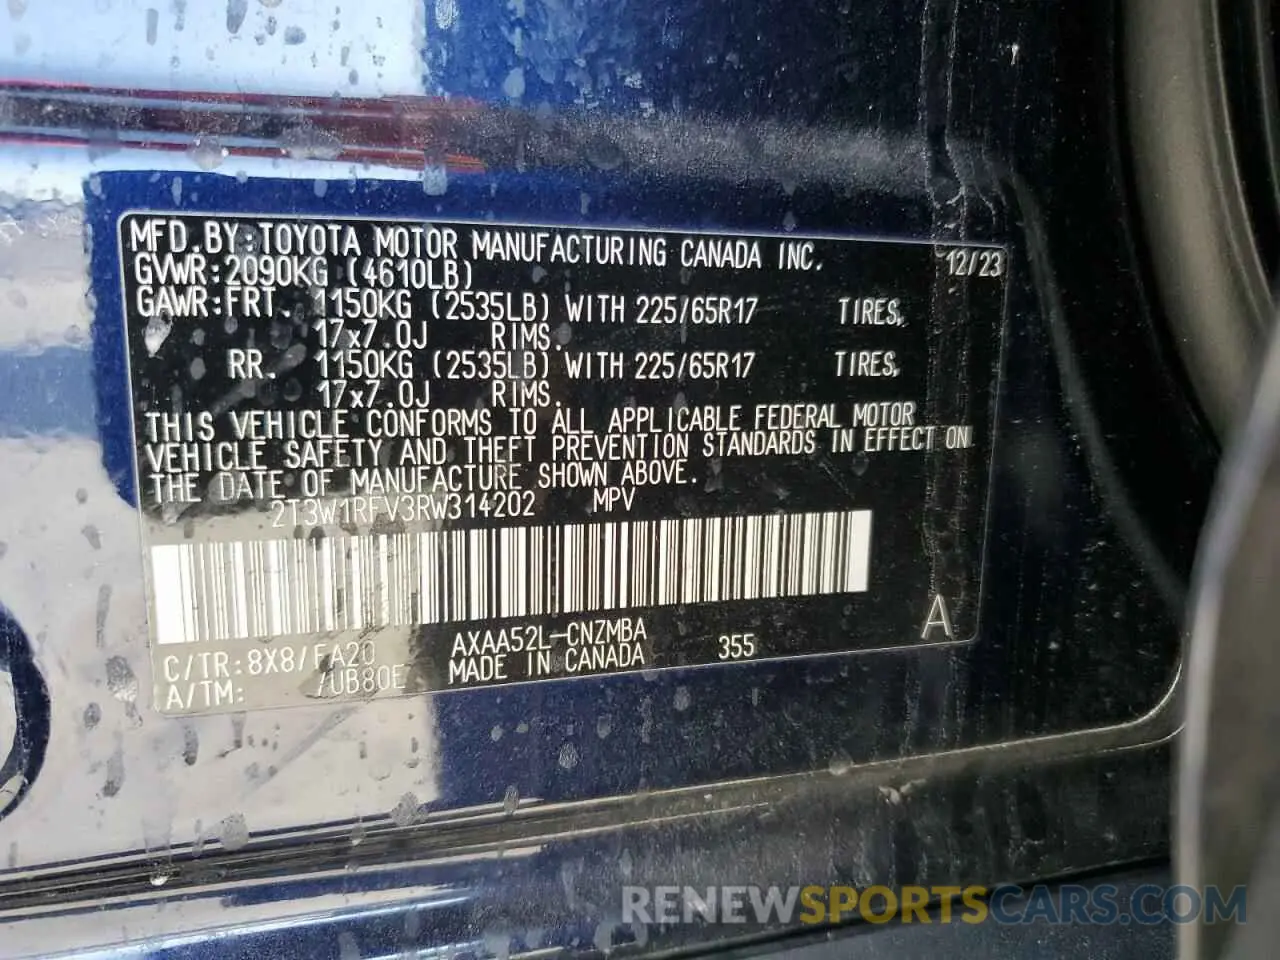 MFD.BY:TOYOTA MOTOR MANUFACTURING CANADA INC. 12/23
GVWR:2090KG (4610LB)
GAWR:FRT. 1150KG (2535LB) WITH 225/65R17 TIRES,
17x7.0J RIMS.
RR. 1150KG (2535LB) WITH 225/65R17 TIRES,
17x7.0J RIMS.
THIS VEHICLE CONFORMS TO ALL APPLICABLE FEDERAL MOTOR
VEHICLE SAFETY AND THEFT PREVENTION STANDARDS IN EFFECT ON
THE DATE OF MANUFACTURE SHOWN ABOVE.
2T3W1RFV3RW314202 MPV
A
C/TR:8X8/FA20 AXAA52L-CNZMBA 355
A/TM: /UB80E MADE IN CANADA
RENEWSPORTSCARS.COM